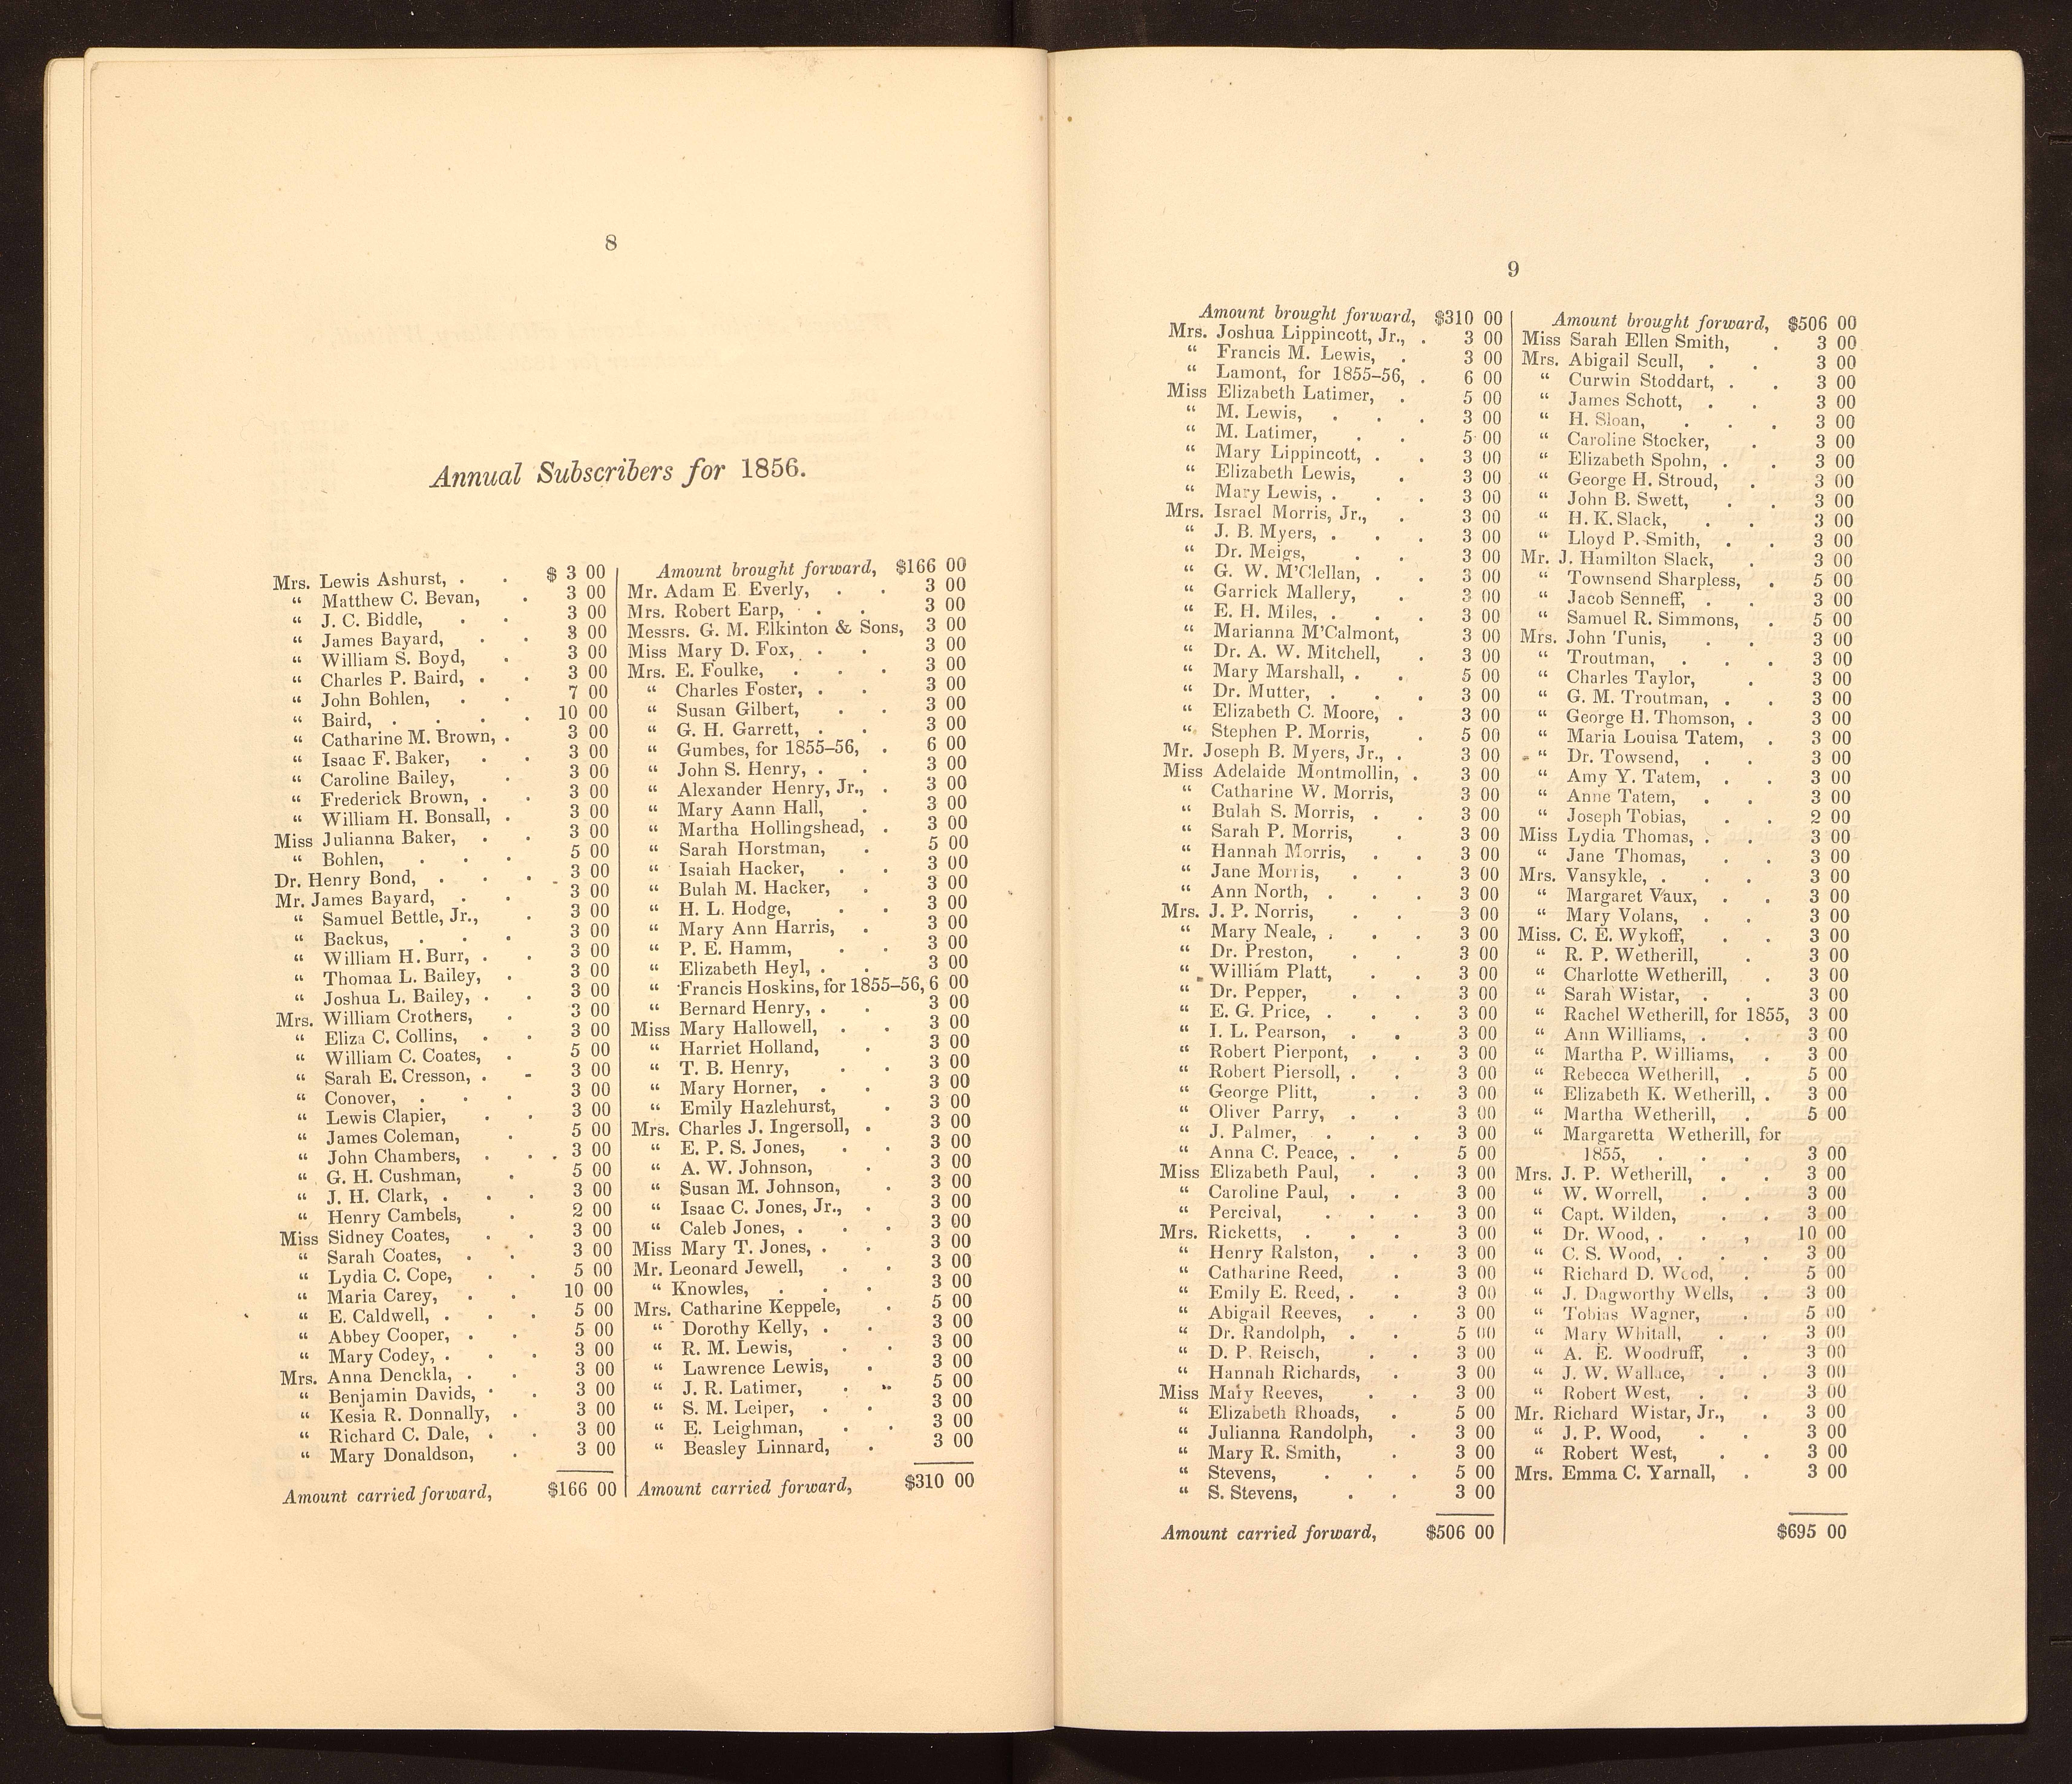 8
Annual Subscribers for 1856.
Mrs. Lewis Ashurst, . . $ 3 00
“ Matthew C. Bevan, . 3 00
“ J. C. Biddle, . . 3 00
“ James Bayard, . . 3 00
“ William S. Boyd, . 3 00
“ Charles P. Baird, . . 3 00
“ John Bohlen, . . 7 00
“ Baird, . . . . 10 00
“ Catharine M. Brown, . 3 00
“ Isaac F. Baker, . . 3 00
“ Caroline Bailey, . 3 00
“ Frederick Brown, . . 3 00
“ William H. Bonsall, . 3 00
Miss Julianna Baker, . . 3 00
“ Bohlen, . . . 5 00
Dr. Henry Bond, . . . 3 00
Mr. James Bayard, . . 3 00
“ Samuel Bettle, Jr., . 3 00
“ Backus, . . . 3 00
“ William H. Burr, . . 3 00
“ Thomaa L. Bailey, . 3 00
“ Joshua L. Bailey, . . 3 00
Mrs. William Crothers, . 3 00
“ Eliza C. Collins, . . 3 00
“ William C. Coates, . 5 00
“ Sarah E. Cresson, . - 3 00
“ Conover, . . . 3 00
“ Lewis Clapier, . . 3 00
“ James Coleman, . 5 00
“ John Chambers, . . . 3 00
“ G. H. Cushman, . 5 00
“ J. H. Clark, . . . 3 00
“ Henry Cambels, . 2 00
Miss Sidney Coates, . . 3 00
“ Sarah Coates, . . 3 00
“ Lydia C. Cope, . . 5 00
“ Maria Carey, . . 10 00
“ E. Caldwell, . . . 5 00
“ Abbey Cooper, . . 5 00
“ Mary Codey, . . . 3 00
Mrs. Anna Denckla, . . 3 00
“ Benjamin Davids, . . 3 00
“ Kesia R. Donnally, . 3 00
“ Richard C. Dale, . . 3 00
“ Mary Donaldson, . 3 00
Amount carried forward, $166 00
Amount brought forward, $166 00
Mr. Adam E. Everly, . . 3 00
Mrs. Robert Earp, . . 3 00
Messrs. G. M. Elkinton & Sons, 3 00
Miss Mary D. Fox, . . 3 00
Mrs. E. Foulke, . . . 3 00
“ Charles Foster, . . 3 00
“ Susan Gilbert, . . 3 00
“ G. H. Garrett, . . 3 00
“ Gumbes, for 1855–56, . 6 00
“ John S. Henry, . . 3 00
“ Alexander Henry, Jr., . 3 00
“ Mary Aann Hall, . 3 00
“ Martha Hollingshead, . 3 00
“ Sarah Horstman, . 5 00
“ Isaiah Hacker, . . 3 00
“ Bulah M. Hacker, . 3 00
“ H. L. Hodge, . . 3 00
“ Mary Ann Harris, . 3 00
“ P. E. Hamm, . . 3 00
“ Elizabeth Heyl, . . 3 00
“ Francis Hoskins, for 1855–56, 6 00
“ Bernard Henry, . . 3 00
Miss Mary Hallowell, . . 3 00
“ Harriet Holland, . 3 00
“ T. B. Henry, . . 3 00
“ Mary Horner, . . 3 00
“ Emily Hazlehurst, . 3 00
Mrs. Charles J. Ingersoll, . 3 00
“ E. P. S. Jones, . . 3 00
“ A. W. Johnson, . 3 00
“ Susan M. Johnson, . 3 00
“ Isaac C. Jones, Jr., . 3 00
“ Caleb Jones, . . . 3 00
Miss Mary T. Jones, . . 3 00
Mr. Leonard Jewell, . . 3 00
“ Knowles, . . . 3 00
Mrs. Catharine Keppele, . 5 00
“ Dorothy Kelly, . . 3 00
“ R. M. Lewis, . . 3 00
“ Lawrence Lewis, . 3 00
“ J. R. Latimer, . . 5 00
“ S. M. Leiper, . . 3 00
“ E. Leighman, . . 3 00
“ Beasley Linnard, . 3 00
Amount carried forward, $310 00
9
Amount brought forward, $310 00
Mrs. Joshua Lippincott, Jr., . 3 00
“ Francis M. Lewis, . 3 00
“ Lamont, for 1855–56, . 6 00
Miss Elizabeth Latimer, . 5 00
“ M. Lewis, . . . 3 00
“ M. Latimer, . . 5 00
“ Mary Lippincott, . . 3 00
“ Elizabeth Lewis, . 3 00
“ Mary Lewis, . . . 3 00
Mrs. Israel Morris, Jr., . 3 00
“ J. B. Myers, . . . 3 00
“ Dr. Meigs, . . 3 00
“ G. W. M'Clellan, . . 3 00
“ Garrick Mallery, . 3 00
“ E. H. Miles, . . . 3 00
“ Marianna M'Calmont, 3 00
“ Dr. A. W. Mitchell, . 3 00
“ Mary Marshall, . . 5 00
“ Dr. Mutter, . . . 3 00
“ Elizabeth C. Moore, . 3 00
“ Stephen P. Morris, . 5 00
Mr. Joseph B. Myers, Jr., . 3 00
Miss Adelaide Montmollin, . 3 00
“ Catharine W. Morris, 3 00
“ Bulah S. Morris, . . 3 00
“ Sarah P. Morris, . 3 00
“ Hannah Morris, . . 3 00
“ Jane Morris, . . 3 00
“ Ann North, . . . 3 00
Mrs. J. P. Norris, . . 3 00
“ Mary Neale, . . . 3 00
“ Dr. Preston, . . 3 00
“ William Platt, . . 3 00
“ Dr. Pepper, . . 3 00
“ E. G. Price, . . . 3 00
“ I. L. Pearson, . . 3 00
“ Robert Pierpont, . . 3 00
“ Robert Piersoll, . . 3 00
“ George Plitt, . . 3 00
“ Oliver Parry, . . 3 00
“ J. Palmer, . . . 3 00
“ Anna C. Peace, . . 5 00
Miss Elizabeth Paul, . . 3 00
“ Caroline Paul, . . 3 00
“ Percival, . . . 3 00
Mrs. Ricketts, . . . 3 00
“ Henry Ralston, . . 3 00
“ Catharine Reed, . 3 00
“ Emily E. Reed, . . 3 00
“ Abigail Reeves, . 3 00
“ Dr. Randolph, . . 5 00
“ D. P. Reisch, . . 3 00
“ Hannah Richards, . 3 00
Miss Mary Reeves, . . 3 00
“ Elizabeth Rhoads, . 5 00
“ Julianna Randolph, . 3 00
“ Mary R. Smith, . 3 00
“ Stevens, . . . 5 00
“ S. Stevens, . . 3 00
Amount carried forward, $506 00
Amount brought forward, $506 00
Miss Sarah Ellen Smith, . 3 00
Mrs. Abigail Scull, . . 3 00
“ Curwin Stoddart, . . 3 00
“ James Schott, . . 3 00
“ H. Sloan, . . . 3 00
“ Caroline Stocker, . 3 00
“ Elizabeth Spohn, . . 3 00
“ George H. Stroud, . 3 00
“ John B. Swett, . . 3 00
“ H. K. Slack, . . 3 00
“ Lloyd P. Smith, . . 3 00
Mr. J. Hamilton Slack, . 3 00
“ Townsend Sharpless, . 5 00
“ Jacob Senneff, . . 3 00
“ Samuel R. Simmons, . 5 00
Mrs. John Tunis, . . 3 00
“ Troutman, . . . 3 00
“ Charles Taylor, . 3 00
“ G. M. Troutman, . . 3 00
“ George H. Thomson, . 3 00
“ Maria Louisa Tatem, . 3 00
“ Dr. Towsend, . . 3 00
“ Amy Y. Tatem, . . 3 00
“ Anne Tatem, . . 3 00
“ Joseph Tobias, . . 2 00
Miss Lydia Thomas, . . 3 00
“ Jane Thomas, . . 3 00
Mrs. Vansykle, . . . 3 00
“ Margaret Vaux, . . 3 00
“ Mary Volans, . . 3 00
Miss. C. E. Wykoff, . . 3 00
“ R. P. Wetherill, . 3 00
“ Charlotte Wetherill, . 3 00
“ Sarah Wistar, . . 3 00
“ Rachel Wetherill, for 1855, 3 00
“ Ann Williams, . . 3 00
“ Martha P. Williams, . 3 00
“ Rebecca Wetherill, . 5 00
“ Elizabeth K. Wetherill, . 3 00
“ Martha Wetherill, . 5 00
“ Margaretta Wetherill, for
1855, . . . 3 00
Mrs. J. P. Wetherill, . . 3 00
“ W. Worrell, . . 3 00
“ Capt. Wilden, . . 3 00
“ Dr. Wood, . . , 10 00
“ C. S. Wood, . . 3 00
“ Richard D. Wood, . 5 00
“ J. Dagworthy Wells, . 3 00
“ Tobias Wagner, . 5 00
“ Mary Whitall, . . 3 00
“ A. E. Woodruff, . 3 00
“ J. W. Wallace, . . 3 00
“ Robert West, . . 3 00
Mr. Richard Wistar, Jr., . 3 00
“ J. P. Wood, . . 3 00
“ Robert West, . . 3 00
Mrs. Emma C. Yarnall, . 3 00
$695 00